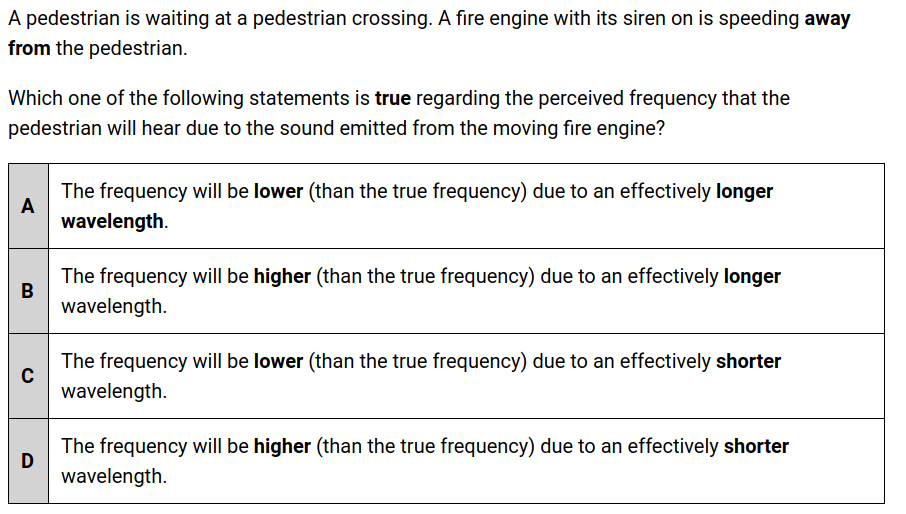 A pedestrian is waiting at a pedestrian crossing. A fire engine with its siren on is speeding away
from the pedestrian.
Which one of the following statements is true regarding the perceived frequency that the
pedestrian will hear due to the sound emitted from the moving fire engine?
A
The frequency will be lower (than the true frequency) due to an effectively longer
wavelength.
B
The frequency will be higher (than the true frequency) due to an effectively longer
wavelength.
C
The frequency will be lower (than the true frequency) due to an effectively shorter
wavelength.
D
The frequency will be higher (than the true frequency) due to an effectively shorter
wavelength.